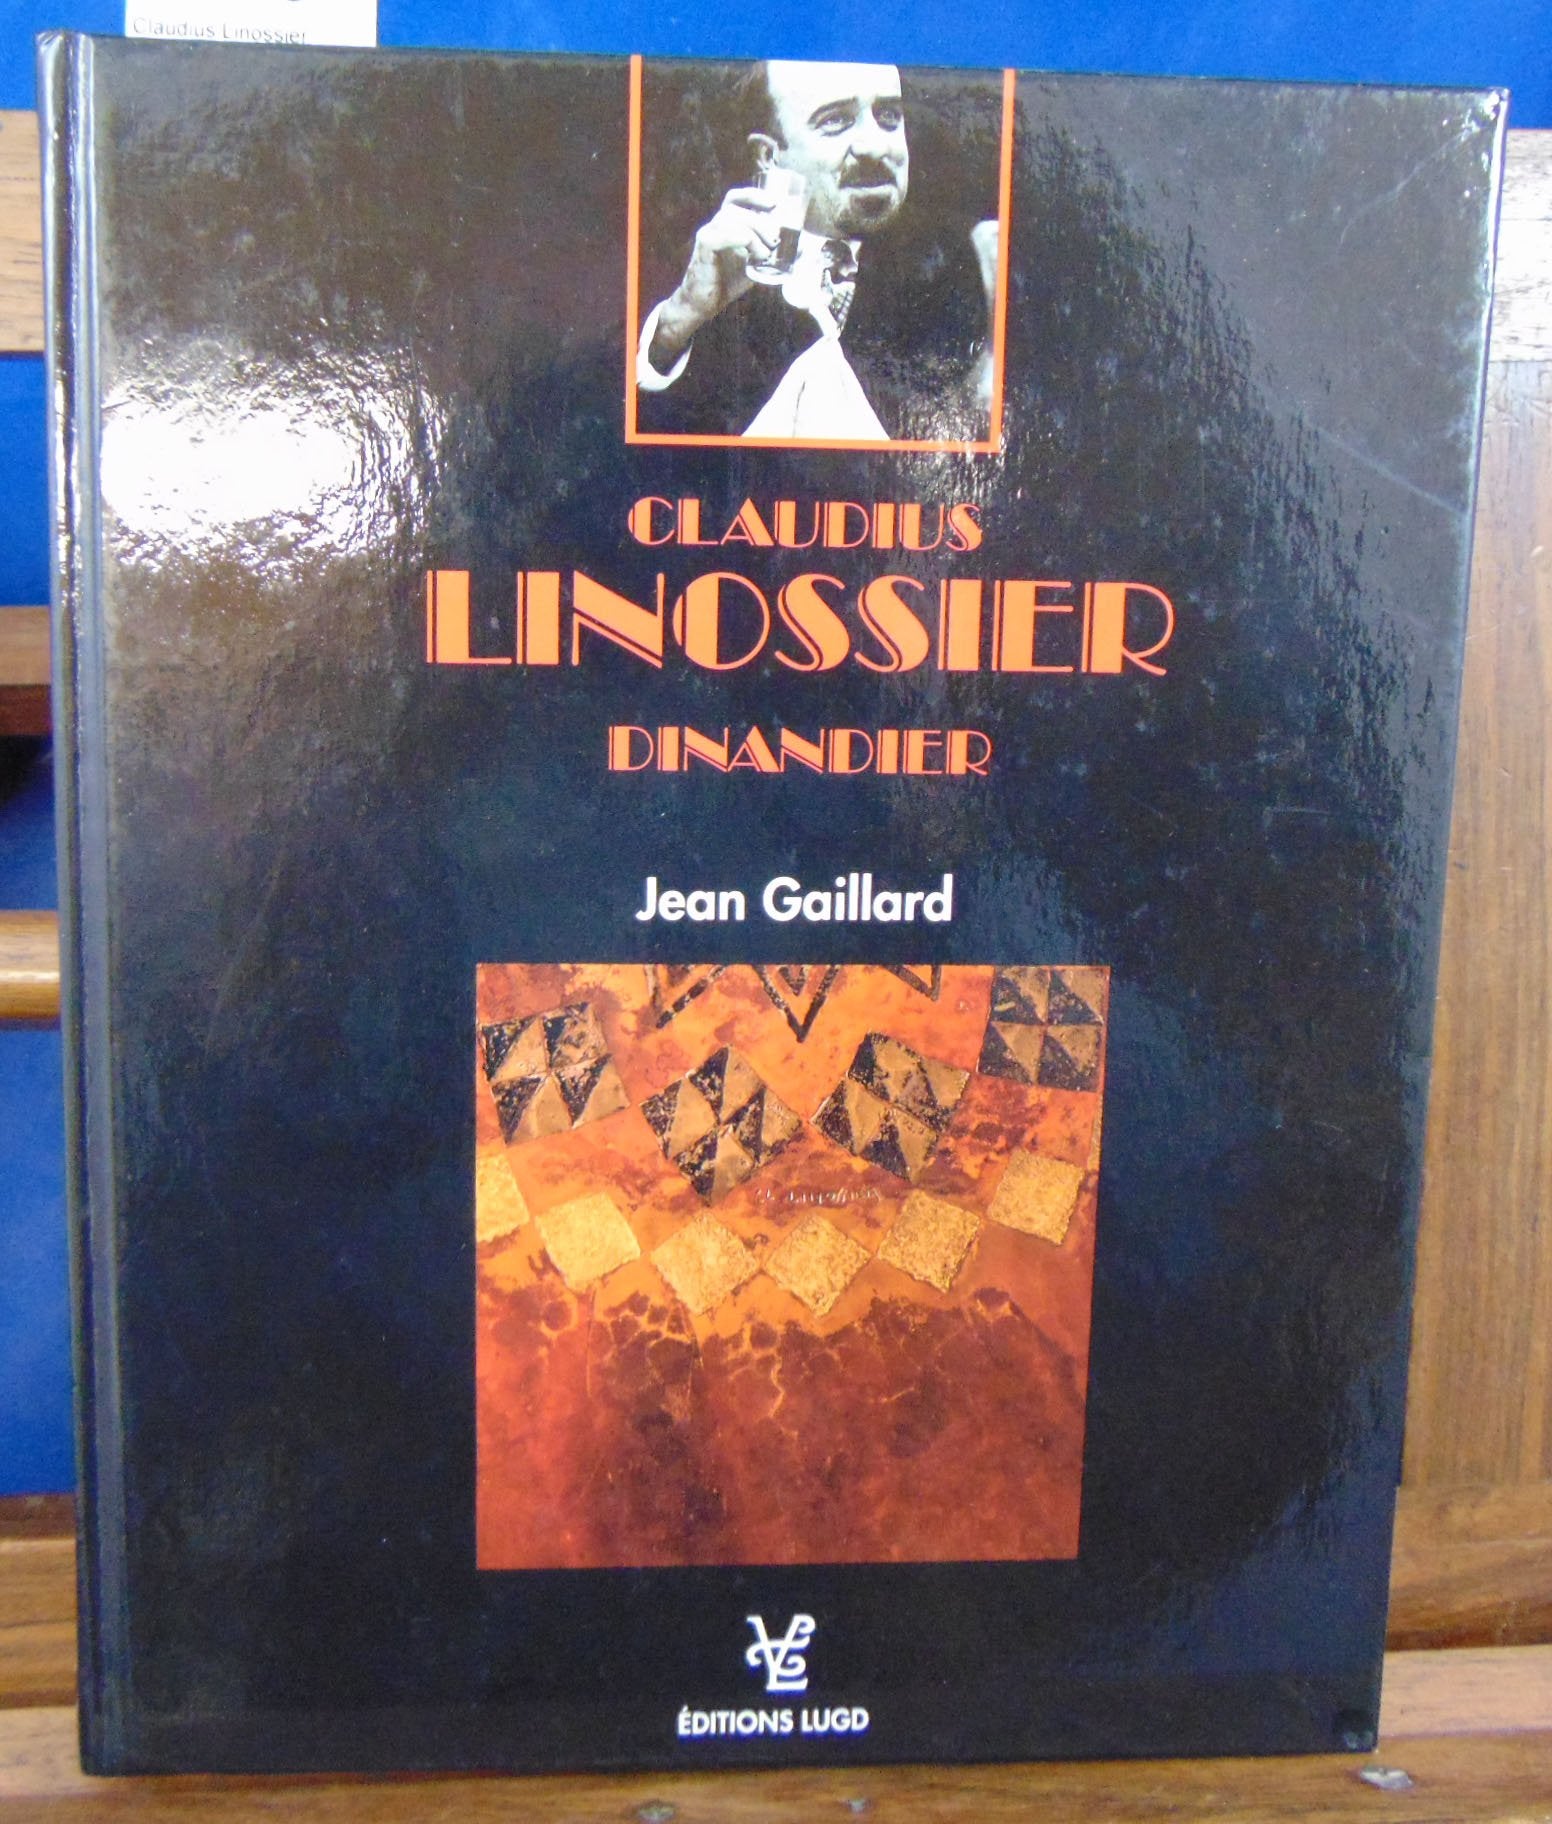 Claudius Linossier
CLAUDIUS
LINOSSIER
DINANDIER
Jean Gaillard
ÉDITIONS LUGD